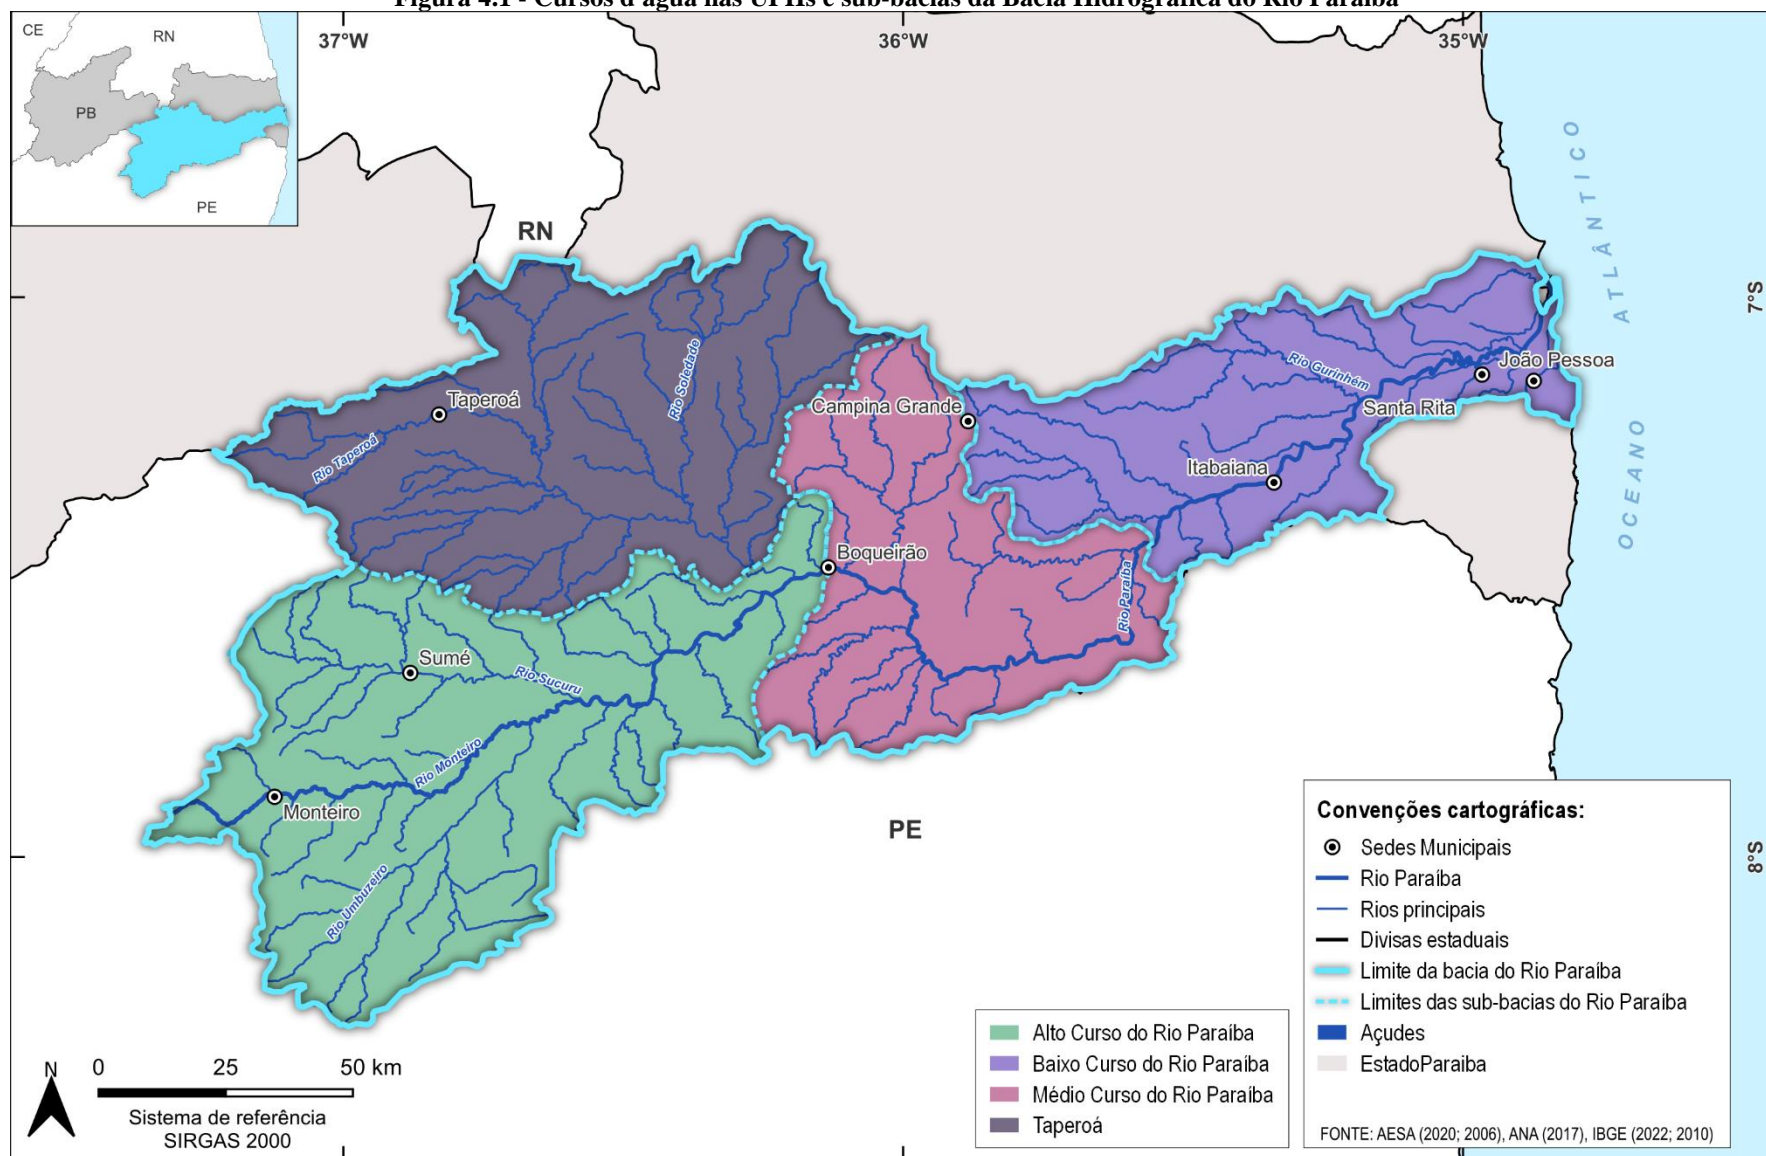 Figura 4.1 - Cursos d'água nas UPHs e sub-bacias da Bacia Hidrográfica do Rio Paraíba
CE
RN
PB
PE
37°W
36°W
35°W
7°S
8°S
RN
PE
OCEANO ATLÂNTICO
Rio Soledade
Taperoá
Rio Taperoá
Campina Grande
Rio Gurinhém
João Pessoa
Santa Rita
Itabaiana
Boqueirão
Rio Paraíba
Sumé
Rio Sucuru
Rio Monteiro
Monteiro
Rio Umbuzeiro
N
0 25 50 km
Sistema de referência
SIRGAS 2000
Alto Curso do Rio Paraíba
Baixo Curso do Rio Paraíba
Médio Curso do Rio Paraíba
Taperoá
Convenções cartográficas:
Sedes Municipais
Rio Paraíba
Rios principais
Divisas estaduais
Limite da bacia do Rio Paraíba
Limites das sub-bacias do Rio Paraíba
Açudes
EstadoParaiba
FONTE: AESA (2020; 2006), ANA (2017), IBGE (2022; 2010)